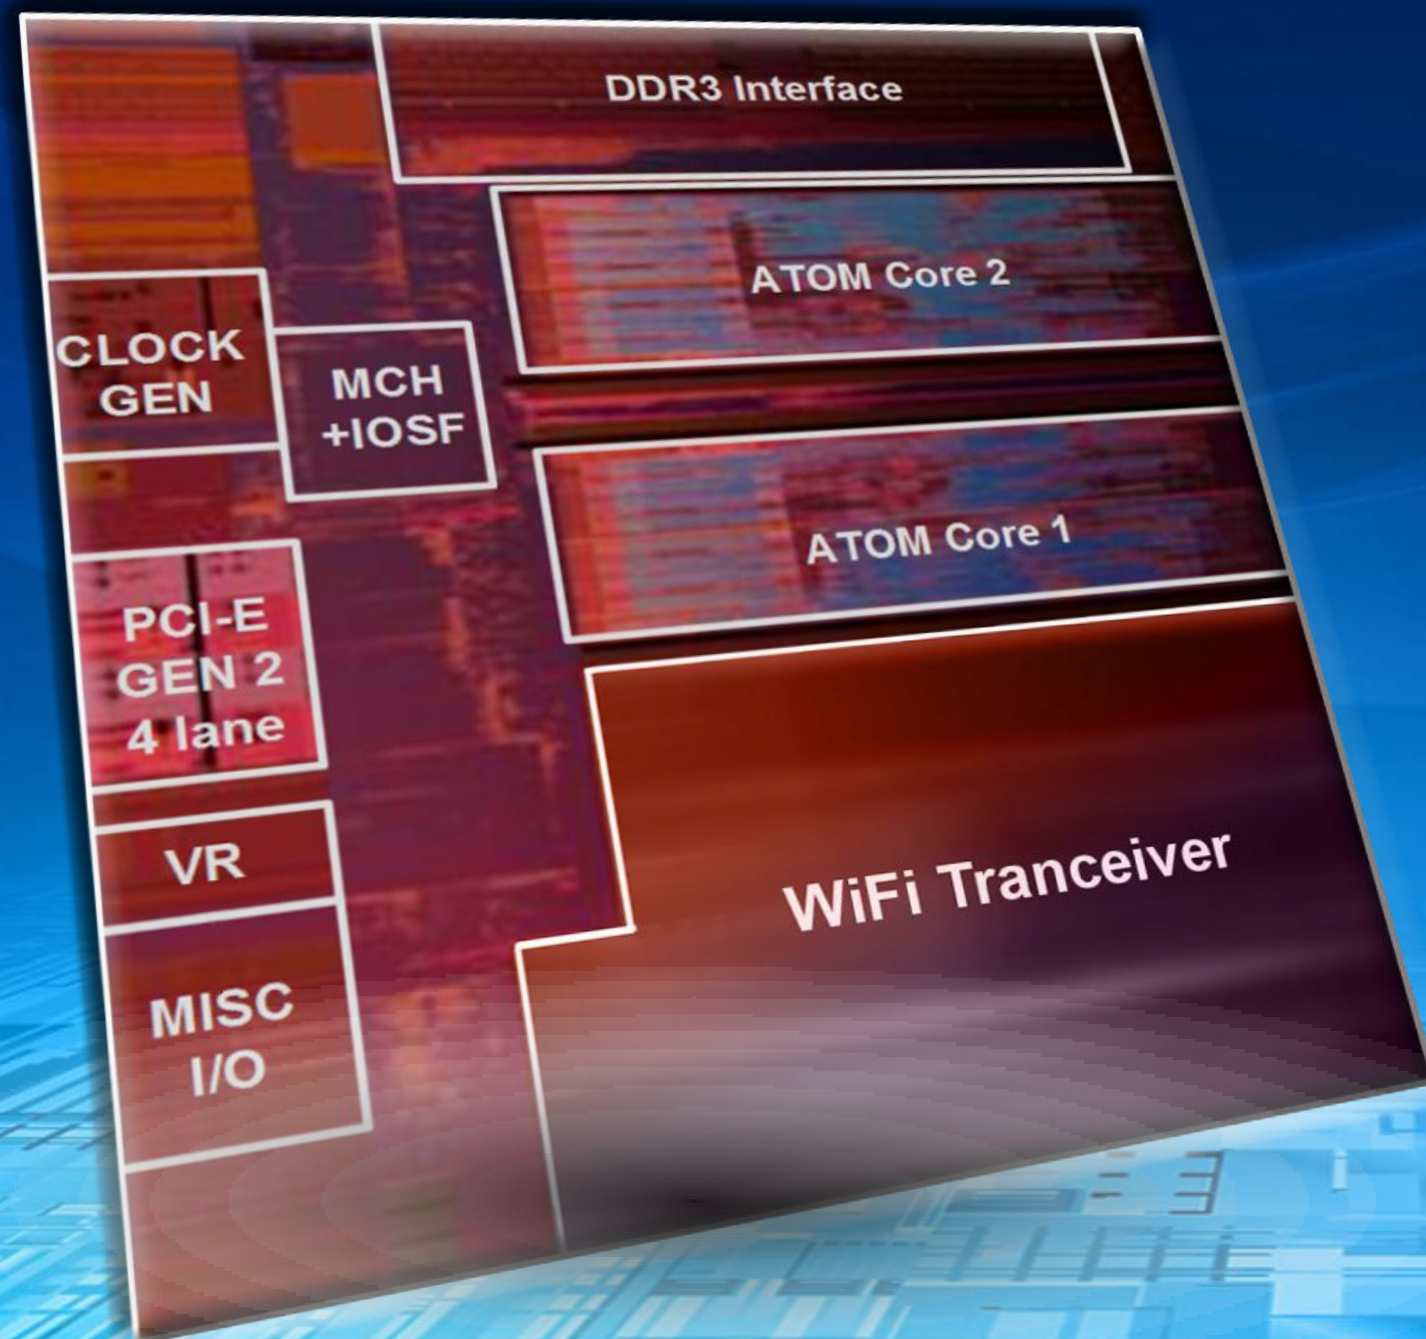 DDR3 Interface
ATOM Core 2
CLOCK
GEN
MCH
+IOSF
ATOM Core 1
PCI-E
GEN 2
4 lane
VR
WiFi Tranceiver
MISC
I/O